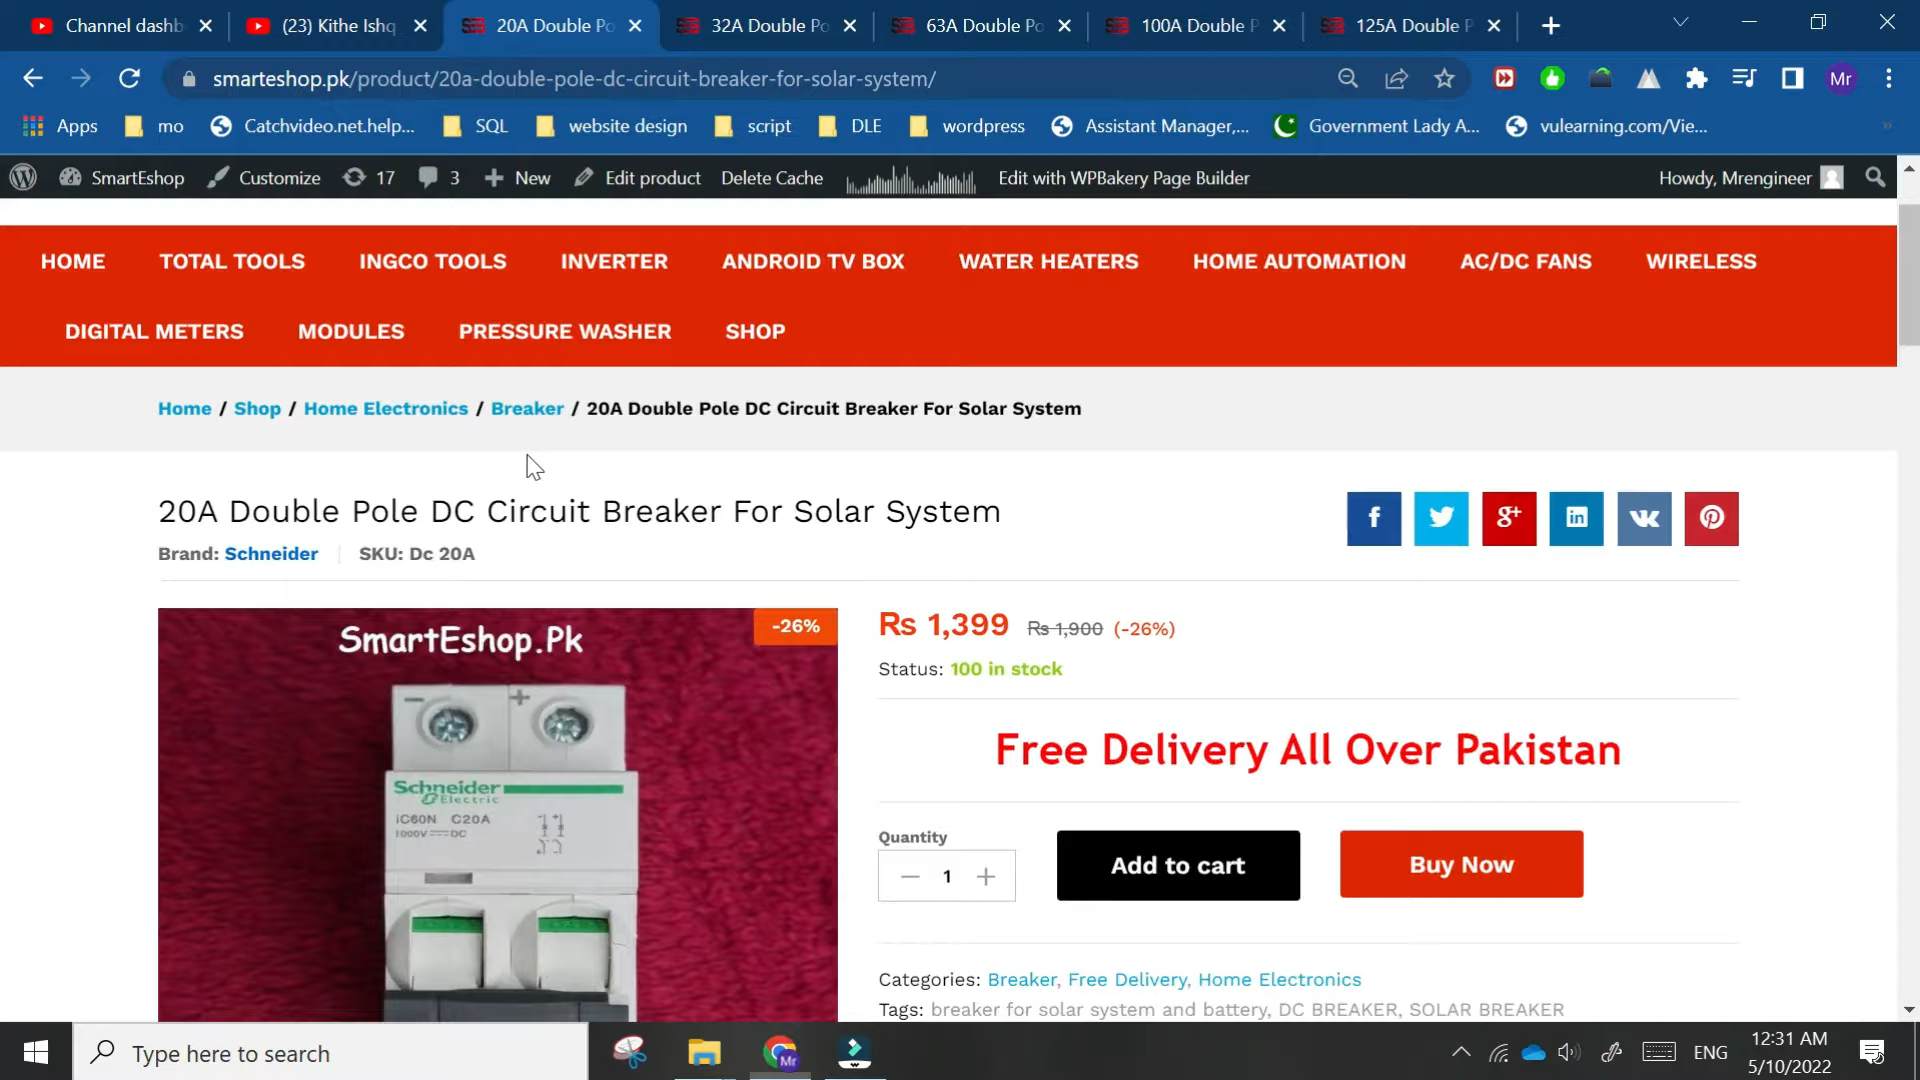 Channel dashb
(23) Kithe Ishq
20A Double Po
32A Double Po
63A Double Po
100A Double P
125A Double P
smarteshop.pk/product/20a-double-pole-dc-circuit-breaker-for-solar-system/
Mr
Apps
mo
Catchvideo.net.help...
SQL
website design
script
DLE
wordpress
Assistant Manager,...
Government Lady A...
vulearning.com/Vie...
SmartEshop
Customize
17
3
New
Edit product
Delete Cache
Edit with WPBakery Page Builder
Howdy, Mrengineer
HOME
TOTAL TOOLS
INGCO TOOLS
INVERTER
ANDROID TV BOX
WATER HEATERS
HOME AUTOMATION
AC/DC FANS
WIRELESS
DIGITAL METERS
MODULES
PRESSURE WASHER
SHOP
Home / Shop / Home Electronics / Breaker / 20A Double Pole DC Circuit Breaker For Solar System
20A Double Pole DC Circuit Breaker For Solar System
Brand: Schneider
SKU: Dc 20A
SmartEshop.Pk
-26%
Schneider
Electric
iC60N C20A
1000V DC
₨ 1,399 ₨ 1,900 (-26%)
Status: 100 in stock
Free Delivery All Over Pakistan
Quantity
1
Add to cart
Buy Now
Categories: Breaker, Free Delivery, Home Electronics
Tags: breaker for solar system and battery, DC BREAKER, SOLAR BREAKER
Type here to search
Mr
ENG
12:31 AM
5/10/2022